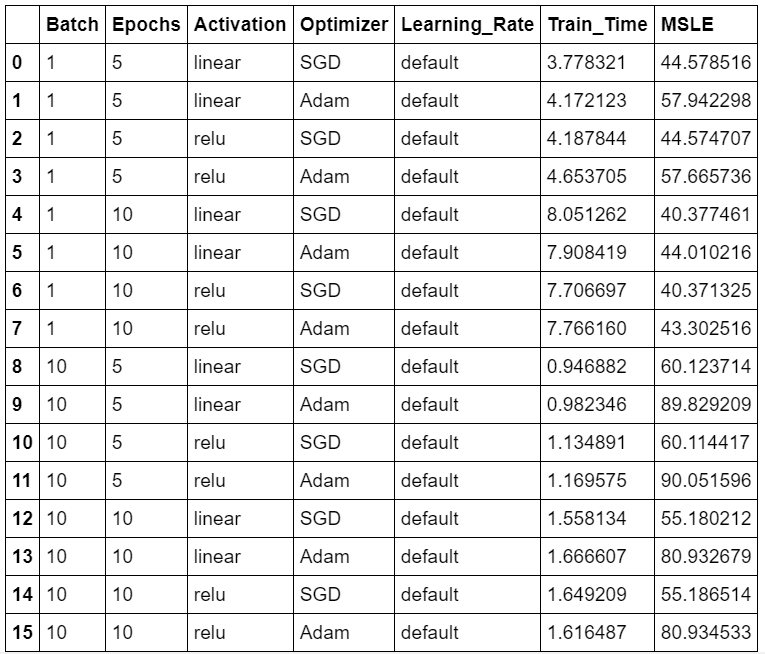 Batch Epochs Activation Optimizer Learning_Rate Train_Time MSLE
0 1 5 linear SGD default 3.778321 44.578516
1 1 5 linear Adam default 4.172123 57.942298
2 1 5 relu SGD default 4.187844 44.574707
3 1 5 relu Adam default 4.653705 57.665736
4 1 10 linear SGD default 8.051262 40.377461
5 1 10 linear Adam default 7.908419 44.010216
6 1 10 relu SGD default 7.706697 40.371325
7 1 10 relu Adam default 7.766160 43.302516
8 10 5 linear SGD default 0.946882 60.123714
9 10 5 linear Adam default 0.982346 89.829209
10 10 5 relu SGD default 1.134891 60.114417
11 10 5 relu Adam default 1.169575 90.051596
12 10 10 linear SGD default 1.558134 55.180212
13 10 10 linear Adam default 1.666607 80.932679
14 10 10 relu SGD default 1.649209 55.186514
15 10 10 relu Adam default 1.616487 80.934533